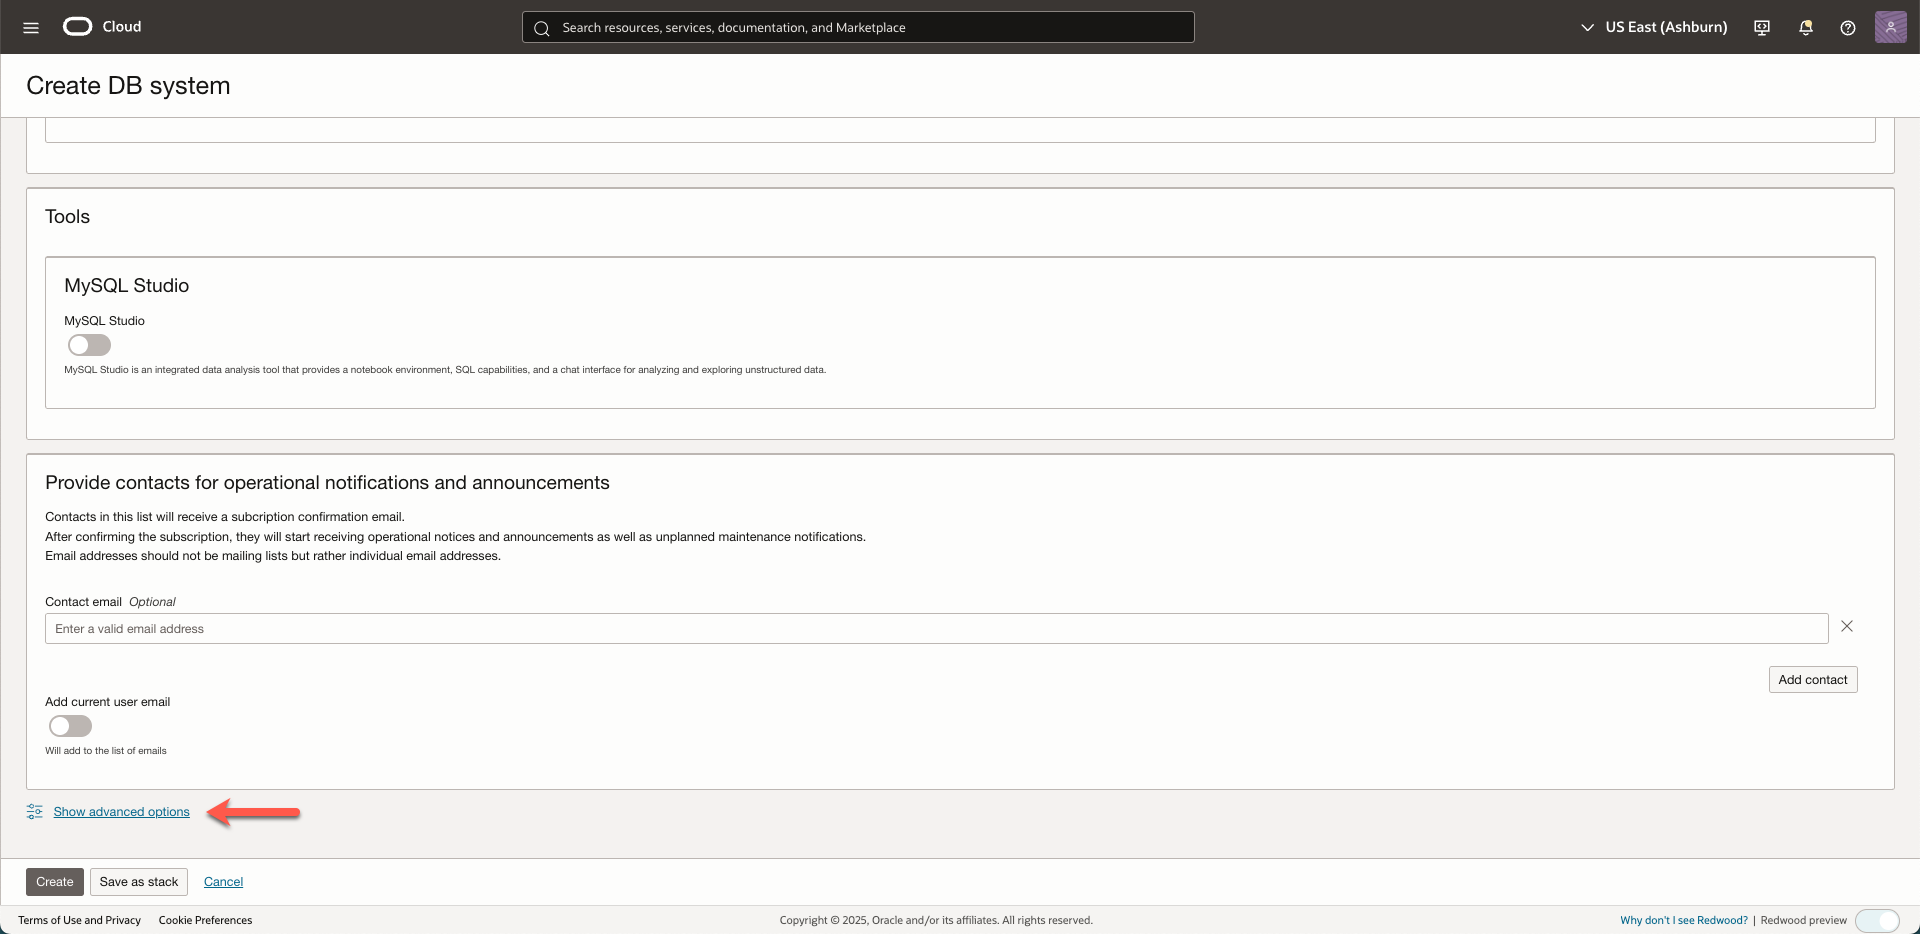 Cloud
Search resources, services, documentation, and Marketplace
US East (Ashburn)
Create DB system
Tools
MySQL Studio
MySQL Studio
MySQL Studio is an integrated data analysis tool that provides a notebook environment, SQL capabilities, and a chat interface for analyzing and exploring unstructured data.
Provide contacts for operational notifications and announcements
Contacts in this list will receive a subcription confirmation email.
After confirming the subscription, they will start receiving operational notices and announcements as well as unplanned maintenance notifications.
Email addresses should not be mailing lists but rather individual email addresses.
Contact email Optional
Enter a valid email address
Add contact
Add current user email
Will add to the list of emails
Show advanced options
Create Save as stack Cancel
Terms of Use and Privacy Cookie Preferences Copyright © 2025, Oracle and/or its affiliates. All rights reserved. Why don't I see Redwood? | Redwood preview